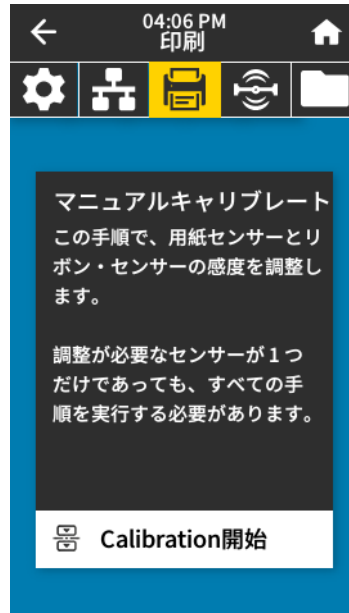 04:06 PM
印刷
マニュアルキャリブレート
この手順で、用紙センサーとリ
ボン・センサーの感度を調整し
ます。
調整が必要なセンサーが１つ
だけであっても、すべての手
順を実行する必要があります。
Calibration開始